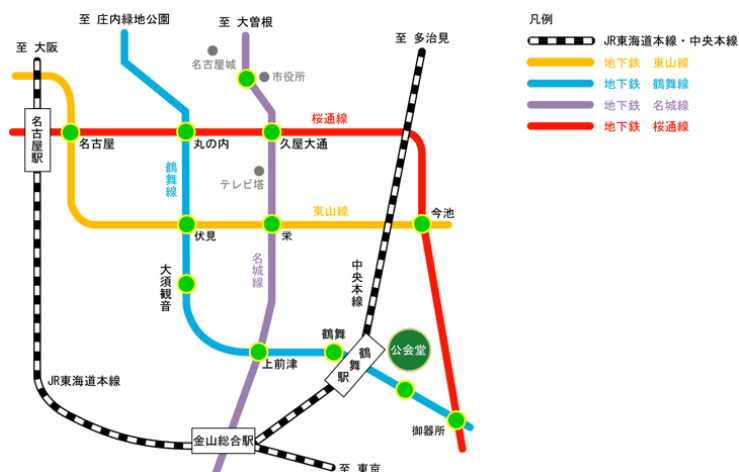 至 庄内緑地公園
至 大曽根
凡例
至 大阪
至 多治見
JR東海道本線・中央本線
名古屋城
地下鉄 東山線
市役所
地下鉄 鶴舞線
地下鉄 名城線
地下鉄 桜通線
桜通線
名古屋駅
名古屋
丸の内
久屋大通
鶴舞線
テレビ塔
東山線
今池
伏見
栄
名城線
大須観音
中央本線
鶴舞
上前津
鶴舞駅
公会堂
JR東海道本線
御器所
金山総合駅
至 東京